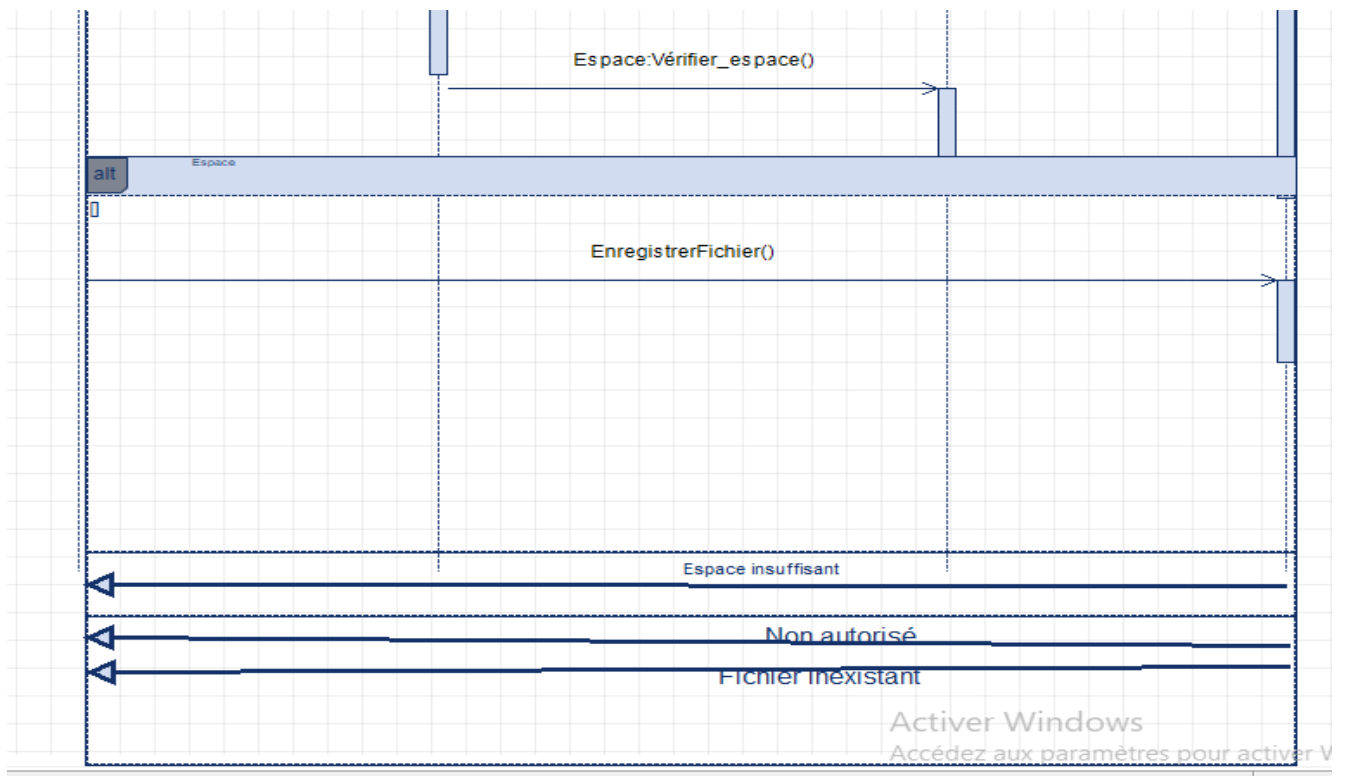 Espace:Vérifier_espace()
alt
Espace
[]
EnregistrerFichier()
Espace insuffisant
Non autorisé
Fichier inexistant
Activer Windows
Accédez aux paramètres pour activer